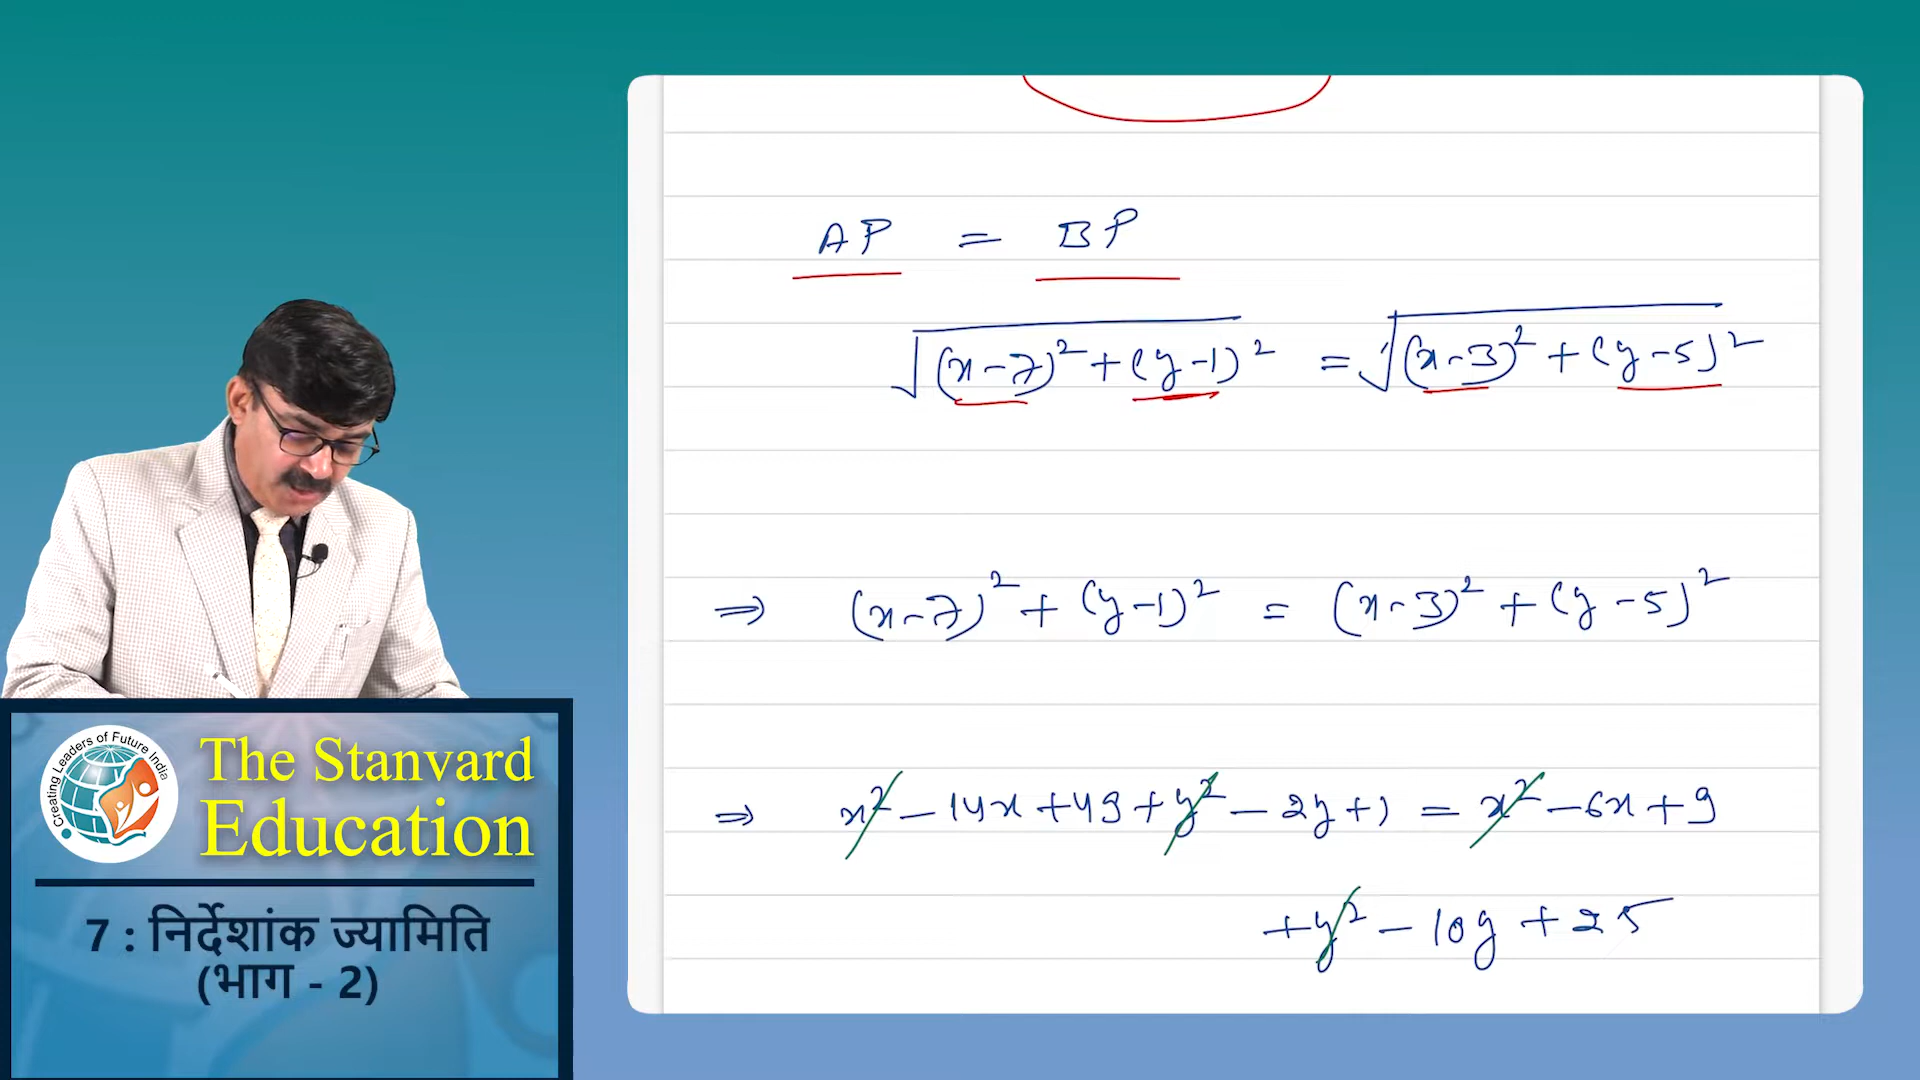 AP = BP
√(x-7)² + (y-1)² = √(x-3)² + (y-5)²
⇒ (x-7)² + (y-1)² = (x-3)² + (y-5)²
⇒ x² - 14x + 49 + y² - 2y + 1 = x² - 6x + 9
+ y² - 10y + 25
Creating Leaders of Future India
The Stanvard
Education
7 : निर्देशांक ज्यामिति
(भाग - 2)